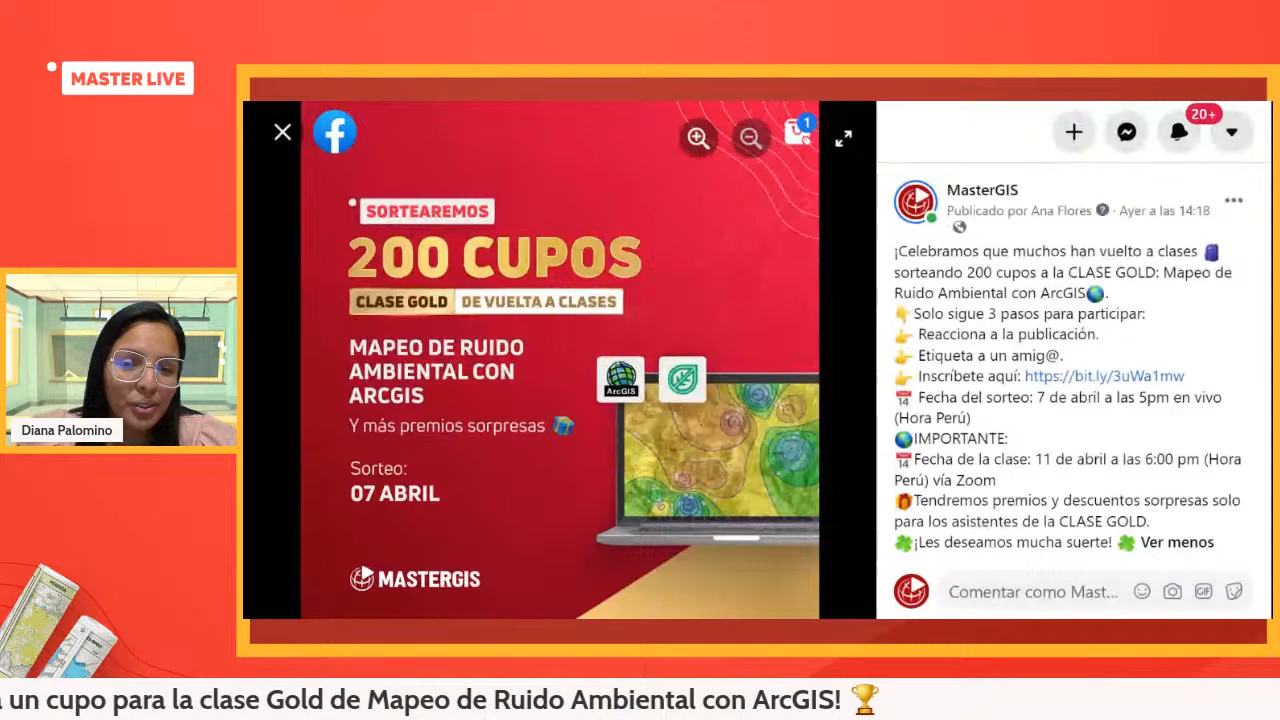 MASTER LIVE
Diana Palomino
SORTEAREMOS
200 CUPOS
CLASE GOLD DE VUELTA A CLASES
MAPEO DE RUIDO
AMBIENTAL CON
ARCGIS
Y más premios sorpresas
Sorteo:
07 ABRIL
ArcGIS
MASTERGIS
1
20+
MasterGIS
Publicado por Ana Flores · Ayer a las 14:18
¡Celebramos que muchos han vuelto a clases
sorteando 200 cupos a la CLASE GOLD: Mapeo de
Ruido Ambiental con ArcGIS🌎.
👇Solo sigue 3 pasos para participar:
👉 Reacciona a la publicación.
👉 Etiqueta a un amig@.
👉 Inscríbete aquí: https://bit.ly/3uWa1mw
📅 Fecha del sorteo: 7 de abril a las 5pm en vivo
(Hora Perú)
🌎IMPORTANTE:
📅Fecha de la clase: 11 de abril a las 6:00 pm (Hora
Perú) vía Zoom
🎁Tendremos premios y descuentos sorpresas solo
para los asistentes de la CLASE GOLD.
🍀¡Les deseamos mucha suerte! 🍀 Ver menos
Comentar como Mast...
GIF
a un cupo para la clase Gold de Mapeo de Ruido Ambiental con ArcGIS! 🏆